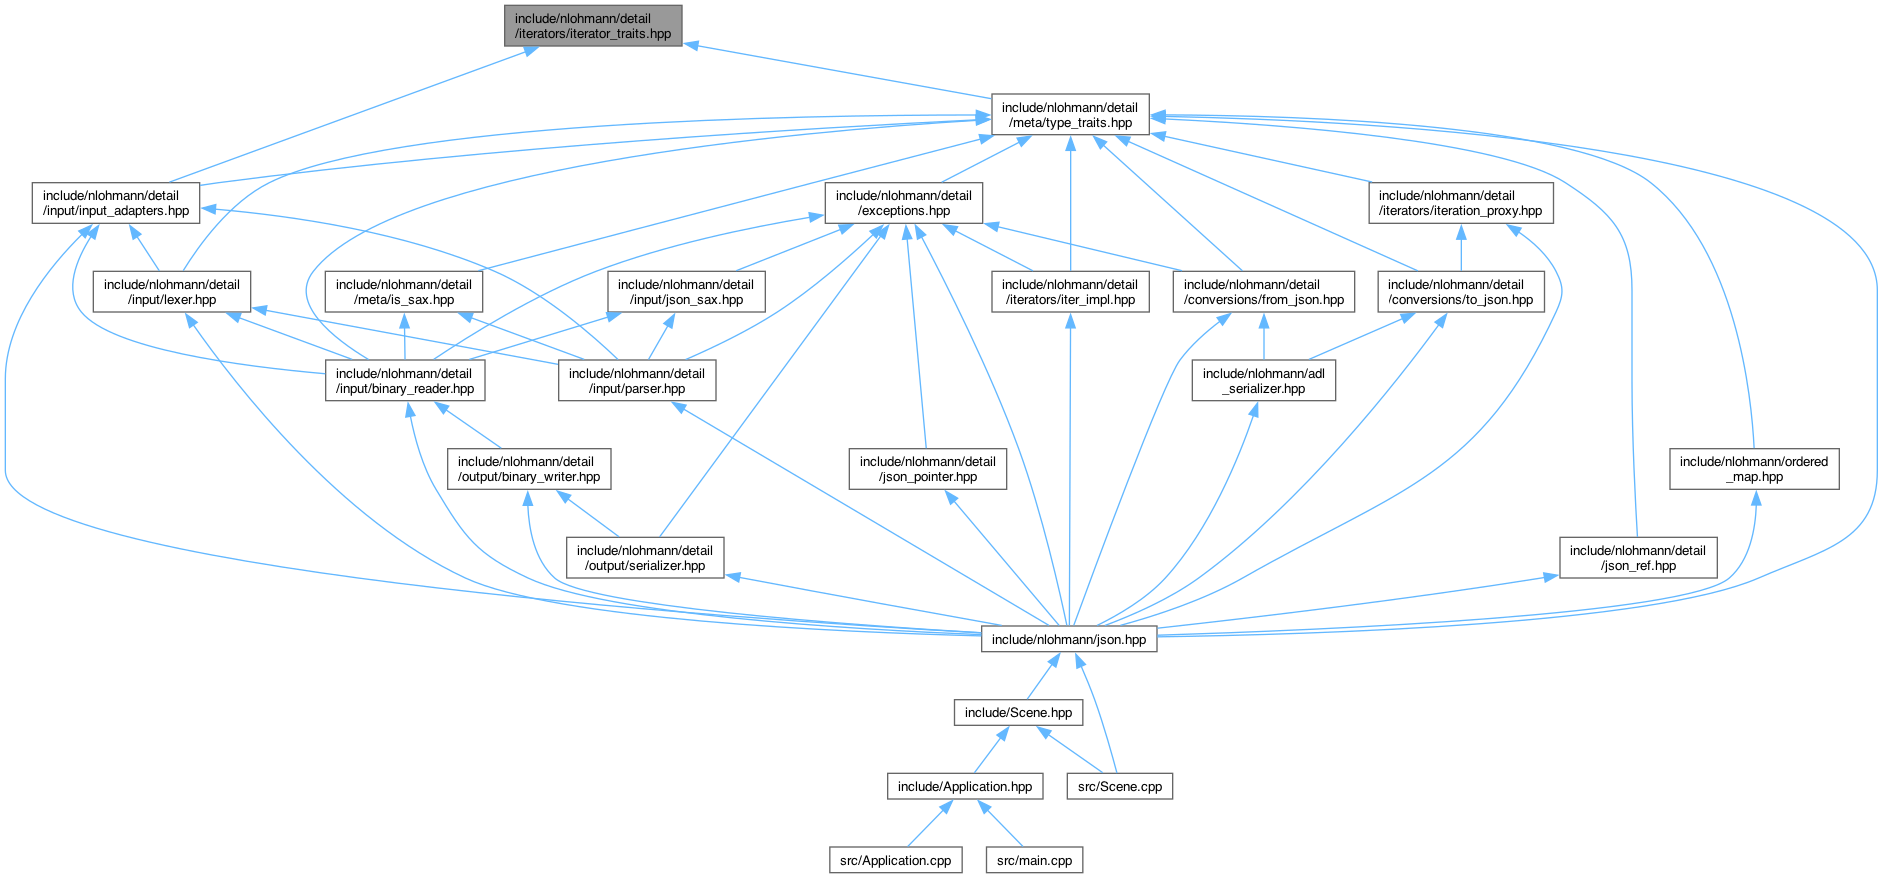 include/nlohmann/detail
/iterators/iterator_traits.hpp
include/nlohmann/detail
/meta/type_traits.hpp
include/nlohmann/detail
/input/input_adapters.hpp
include/nlohmann/detail
/exceptions.hpp
include/nlohmann/detail
/iterators/iteration_proxy.hpp
include/nlohmann/detail
/input/lexer.hpp
include/nlohmann/detail
/meta/is_sax.hpp
include/nlohmann/detail
/input/json_sax.hpp
include/nlohmann/detail
/iterators/iter_impl.hpp
include/nlohmann/detail
/conversions/from_json.hpp
include/nlohmann/detail
/conversions/to_json.hpp
include/nlohmann/detail
/input/binary_reader.hpp
include/nlohmann/detail
/input/parser.hpp
include/nlohmann/adl
_serializer.hpp
include/nlohmann/detail
/output/binary_writer.hpp
include/nlohmann/detail
/json_pointer.hpp
include/nlohmann/ordered
_map.hpp
include/nlohmann/detail
/output/serializer.hpp
include/nlohmann/detail
/json_ref.hpp
include/nlohmann/json.hpp
include/Scene.hpp
include/Application.hpp
src/Scene.cpp
src/Application.cpp
src/main.cpp